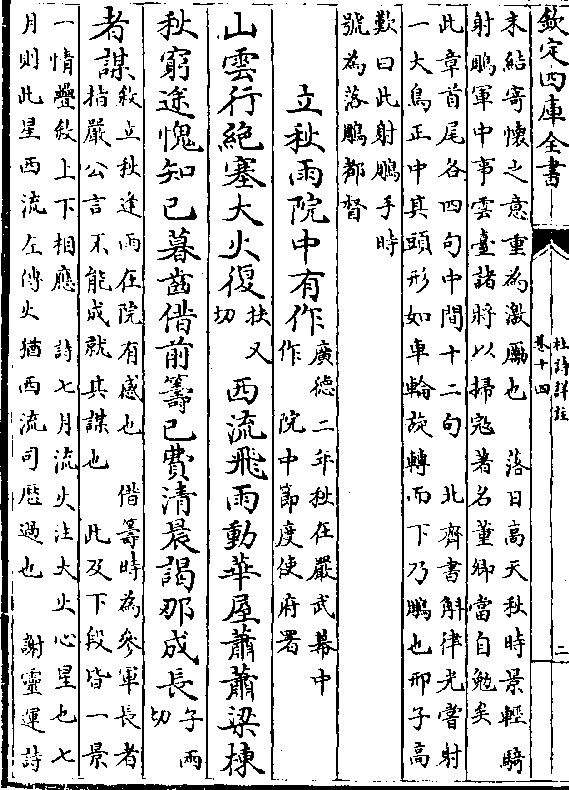 欽定四庫全書
杜詩詳註
卷十四
二
末結寄懷之意重為激勵也　落日高天秋時景輕騎
射鵰軍中事雲臺諸將以掃冦著名董卿當自勉矣
此章首尾各四句中間十二句　北齊書斛律光嘗射
一大鳥正中其頭形如車輪旋轉而下乃鵰也邢子高
歎曰此射鵰手時
號為落鵰都督
立秋雨院中有作 廣德二年秋在嚴武幕中作　院中節度使府署
山雲行絶塞大火復 扶又切 西流飛雨動華屋蕭蕭梁棟
秋窮途愧知己暮齒借前籌已費清晨謁那成長 子兩切
者謀 敘立秋逢雨在院有感也　借籌時為參軍長者
指嚴公言不能成就其謀也　此及下段皆一景
一情疊敘上下相應　詩七月流火注大火心星也七
月則此星西流左傳火猶西流司厯過也　謝靈運詩